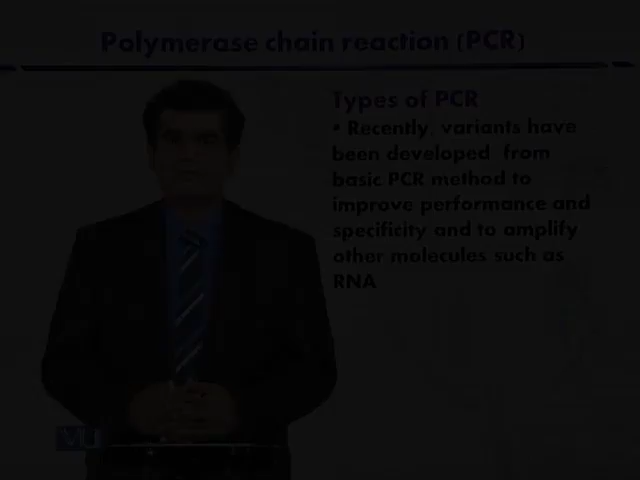 Polymerase chain reaction (PCR)
Types of PCR
• Recently, variants have
been developed from
basic PCR method to
improve performance and
specificity and to amplify
other molecules such as
RNA
VU